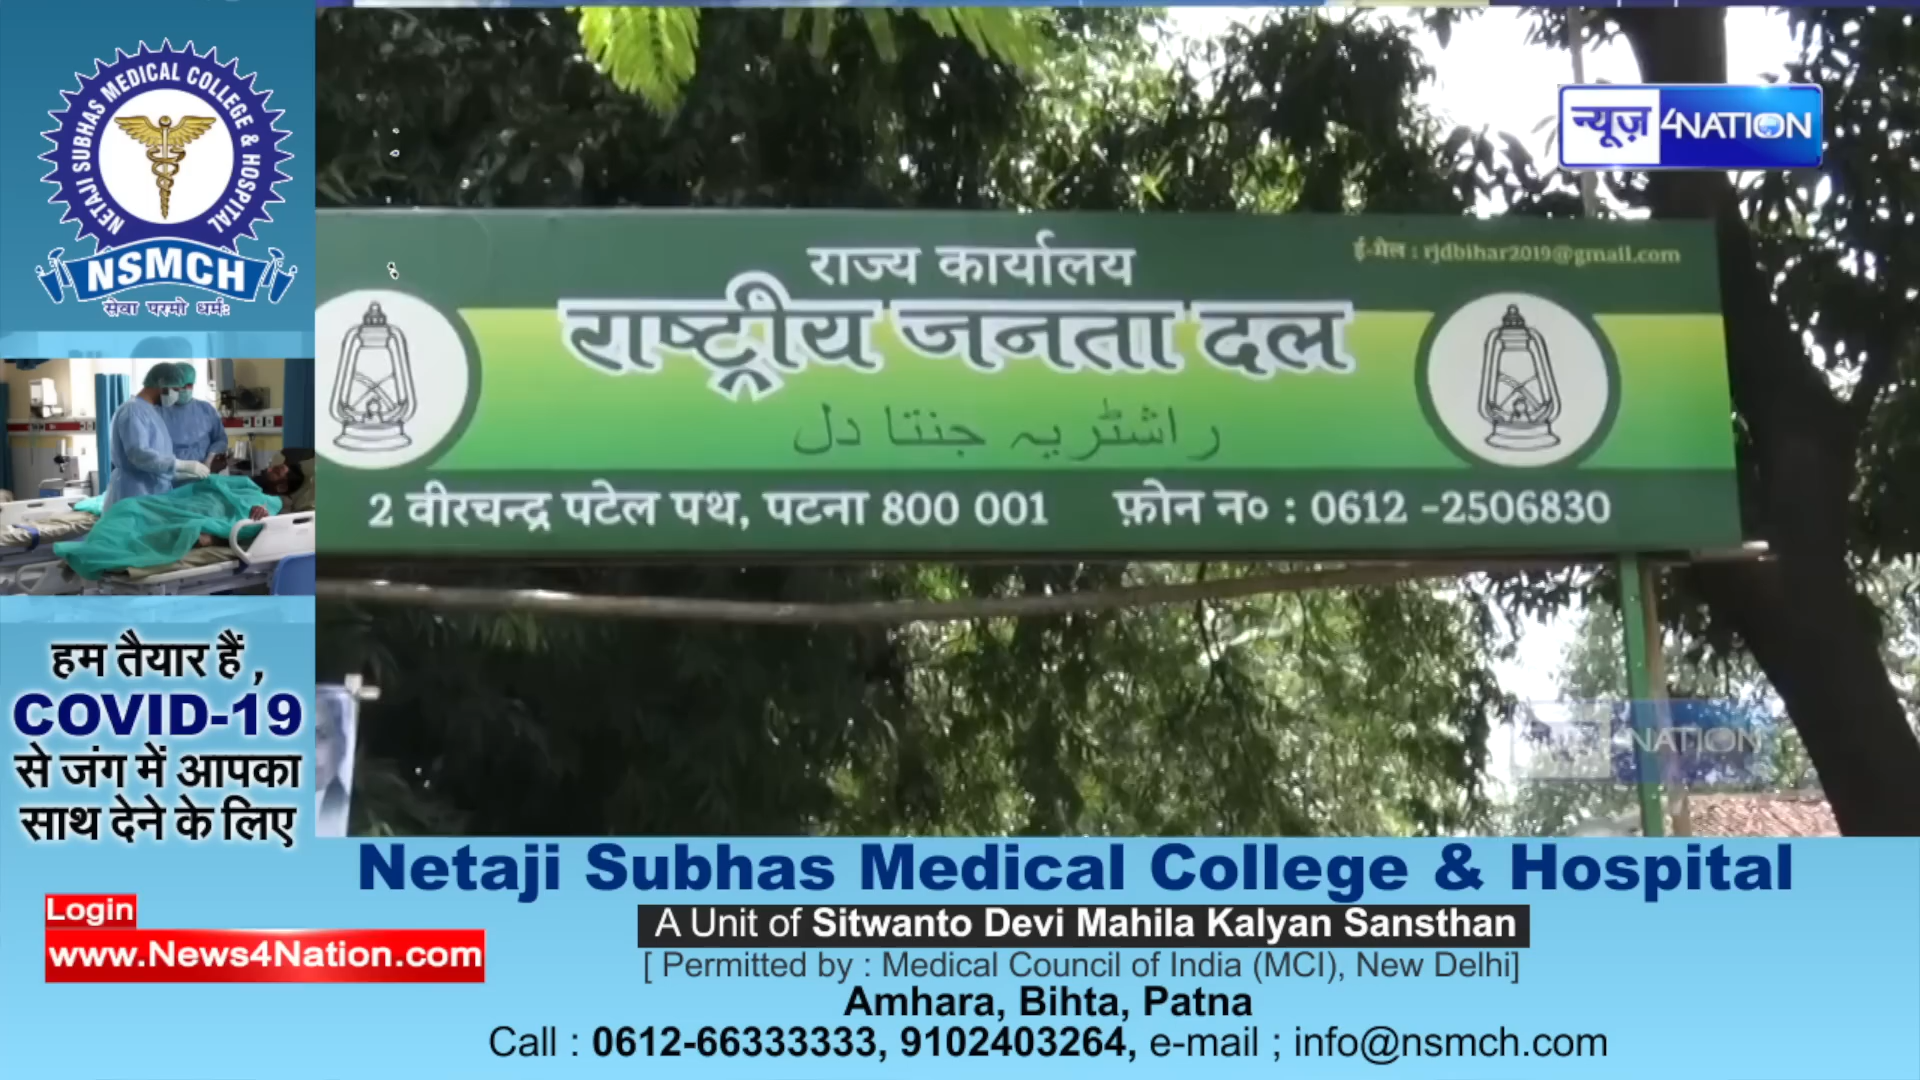 NETAJI SUBHAS MEDICAL COLLEGE & HOSPITAL
NSMCH
सेवा परमो धर्मः
हम तैयार हैं ,
COVID-19
से जंग में आपका
साथ देने के लिए
न्यूज़ 4NATION
राज्य कार्यालय
ई-मेल : rjdbihar2019@gmail.com
राष्ट्रीय जनता दल
راشٹریہ جنتا دل
2 वीरचन्द्र पटेल पथ, पटना 800 001 फ़ोन न० : 0612 -2506830
NATION
Login
www.News4Nation.com
Netaji Subhas Medical College & Hospital
A Unit of Sitwanto Devi Mahila Kalyan Sansthan
[ Permitted by : Medical Council of India (MCI), New Delhi]
Amhara, Bihta, Patna
Call : 0612-66333333, 9102403264, e-mail ; info@nsmch.com